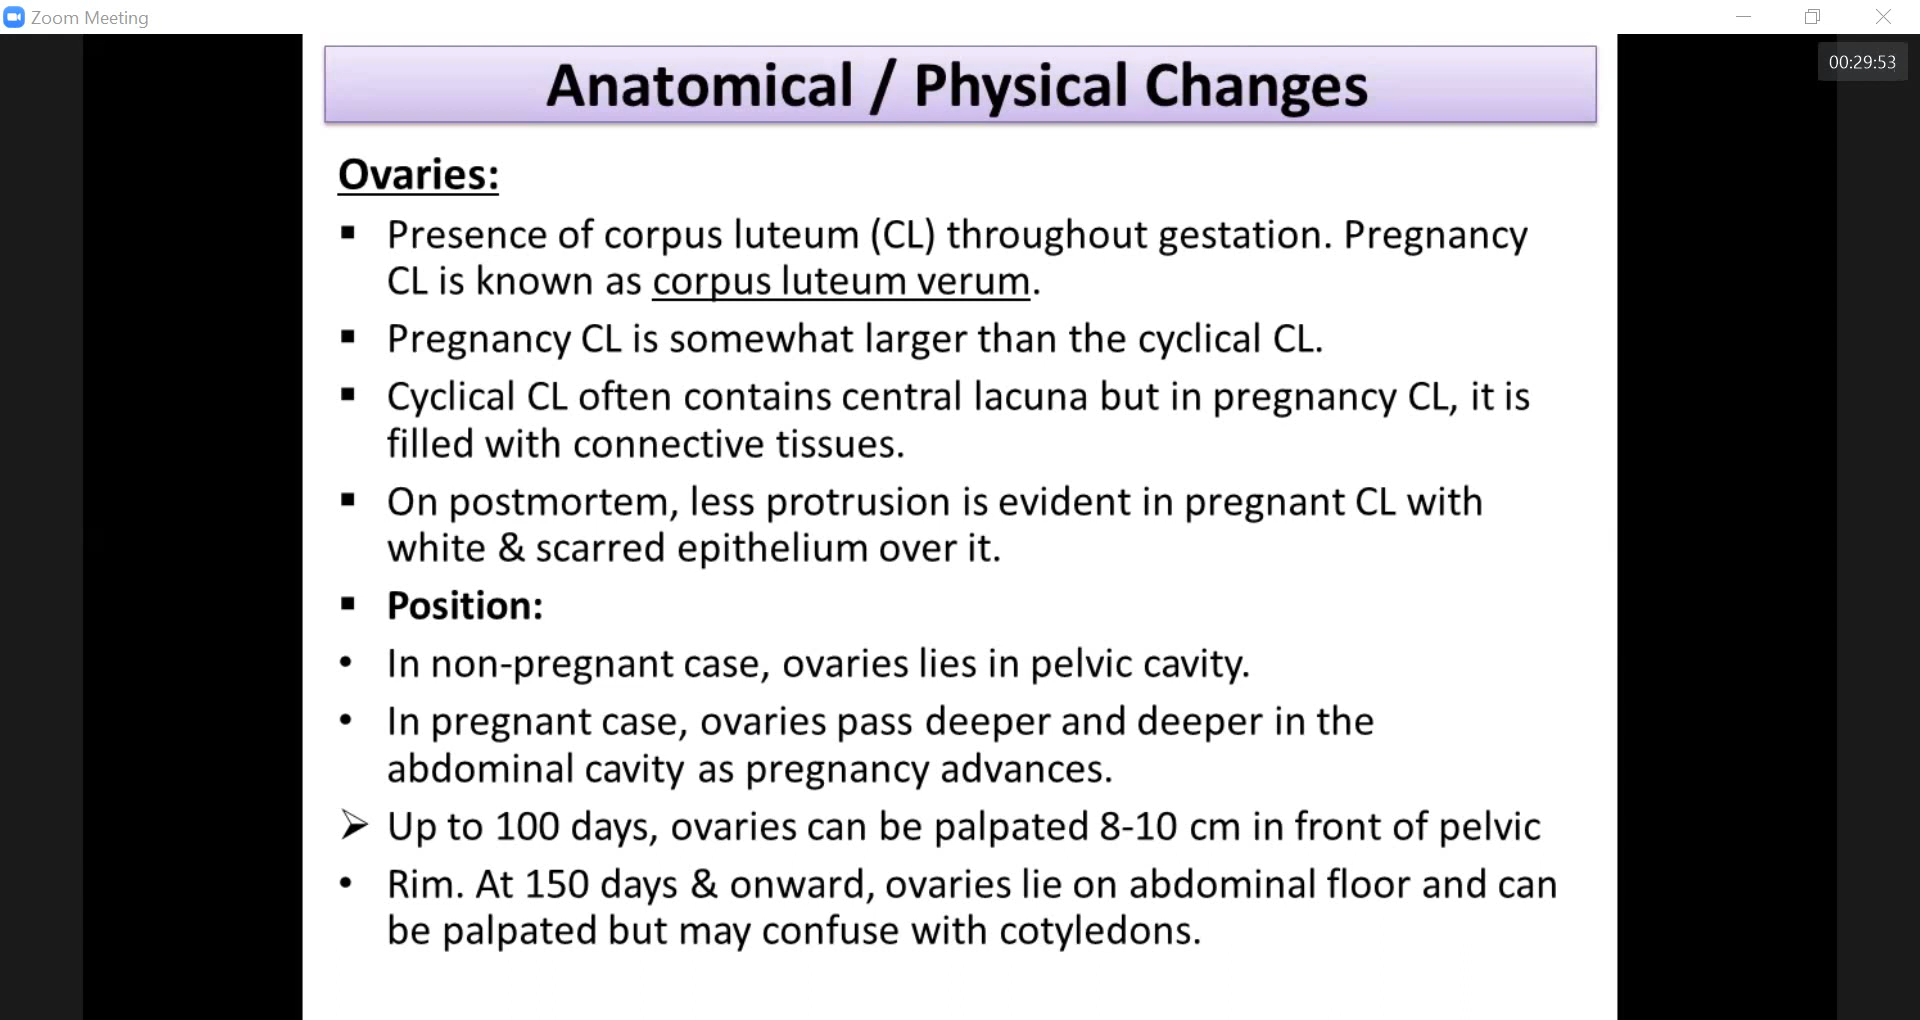 Zoom Meeting
00:29:53
Anatomical / Physical Changes
Ovaries:
▪ Presence of corpus luteum (CL) throughout gestation. Pregnancy
CL is known as corpus luteum verum.
▪ Pregnancy CL is somewhat larger than the cyclical CL.
▪ Cyclical CL often contains central lacuna but in pregnancy CL, it is
filled with connective tissues.
▪ On postmortem, less protrusion is evident in pregnant CL with
white & scarred epithelium over it.
▪ Position:
• In non-pregnant case, ovaries lies in pelvic cavity.
• In pregnant case, ovaries pass deeper and deeper in the
abdominal cavity as pregnancy advances.
➢ Up to 100 days, ovaries can be palpated 8-10 cm in front of pelvic
• Rim. At 150 days & onward, ovaries lie on abdominal floor and can
be palpated but may confuse with cotyledons.